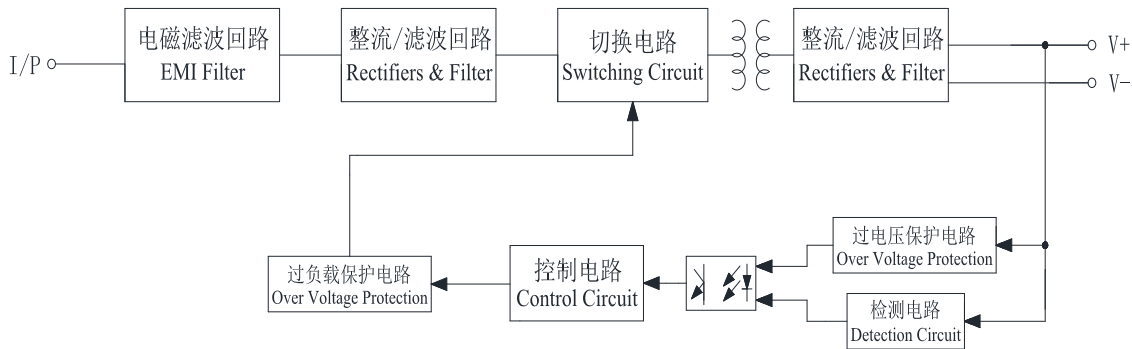 I/P
电磁滤波回路
EMI Filter
整流/滤波回路
Rectifiers & Filter
切换电路
Switching Circuit
整流/滤波回路
Rectifiers & Filter
V+
V-
过负载保护电路
Over Voltage Protection
控制电路
Control Circuit
过电压保护电路
Over Voltage Protection
检测电路
Detection Circuit